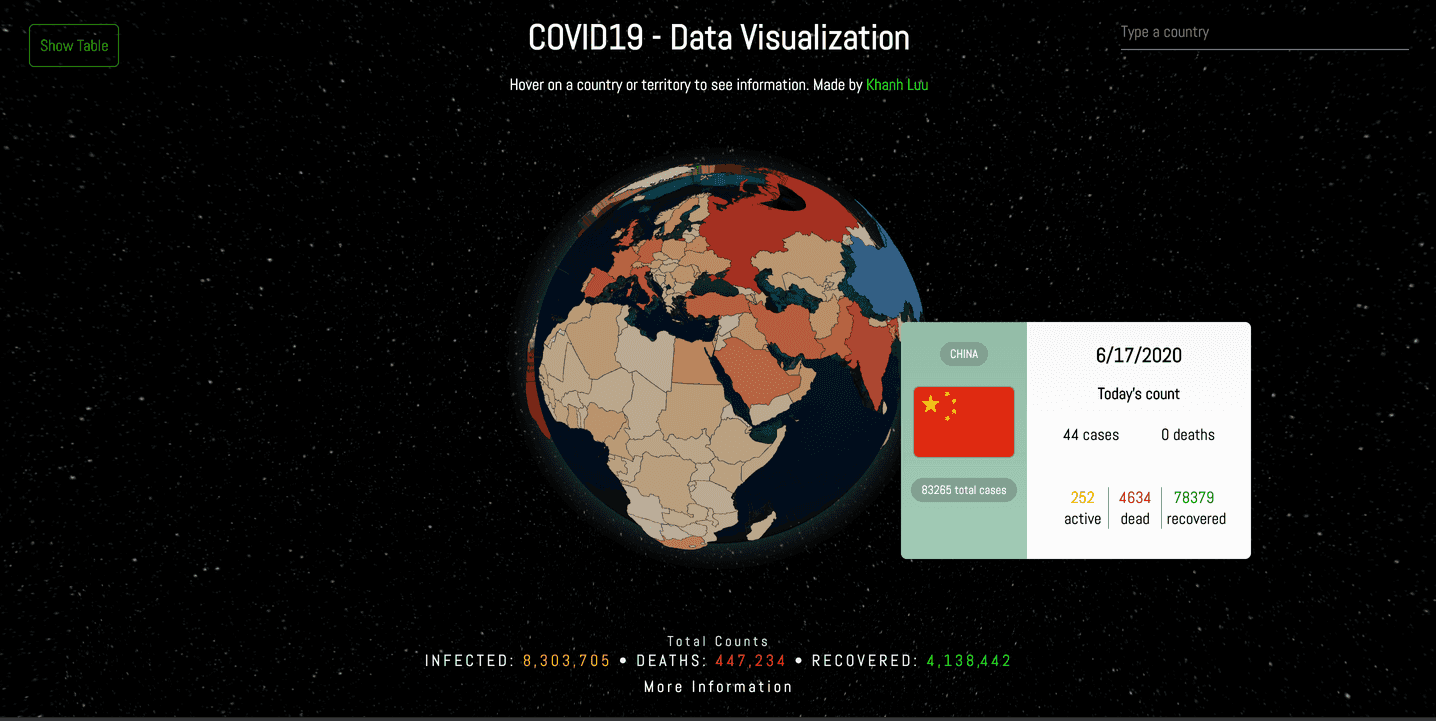 Show Table
COVID19 - Data Visualization
Type a country
Hover on a country or territory to see information. Made by Khanh Luu
CHINA
83265 total cases
6/17/2020
Today's count
44 cases 0 deaths
252 4634 78379
active dead recovered
Total Counts
INFECTED: 8,303,705 • DEATHS: 447,234 • RECOVERED: 4,138,442
More Information